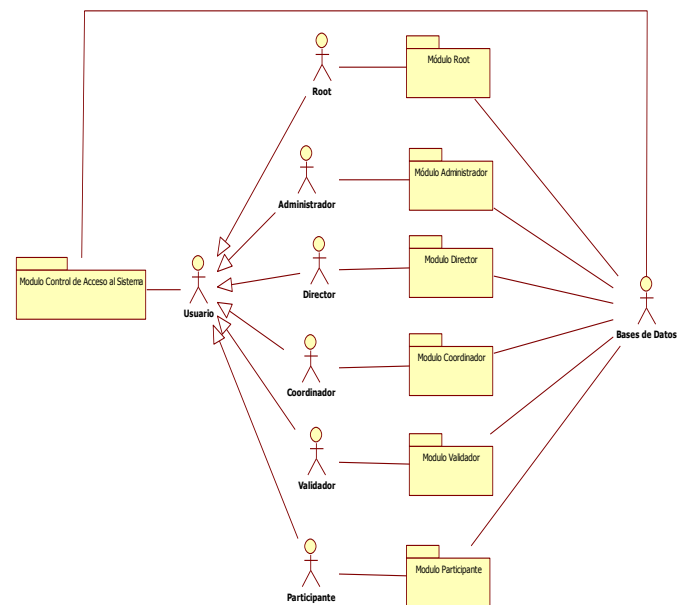 Módulo Root
Root
Módulo Administrador
Administrador
Modulo Director
Director
Modulo Control de Acceso al Sistema
Usuario
Bases de Datos
Modulo Coordinador
Coordinador
Modulo Validador
Validador
Modulo Participante
Participante